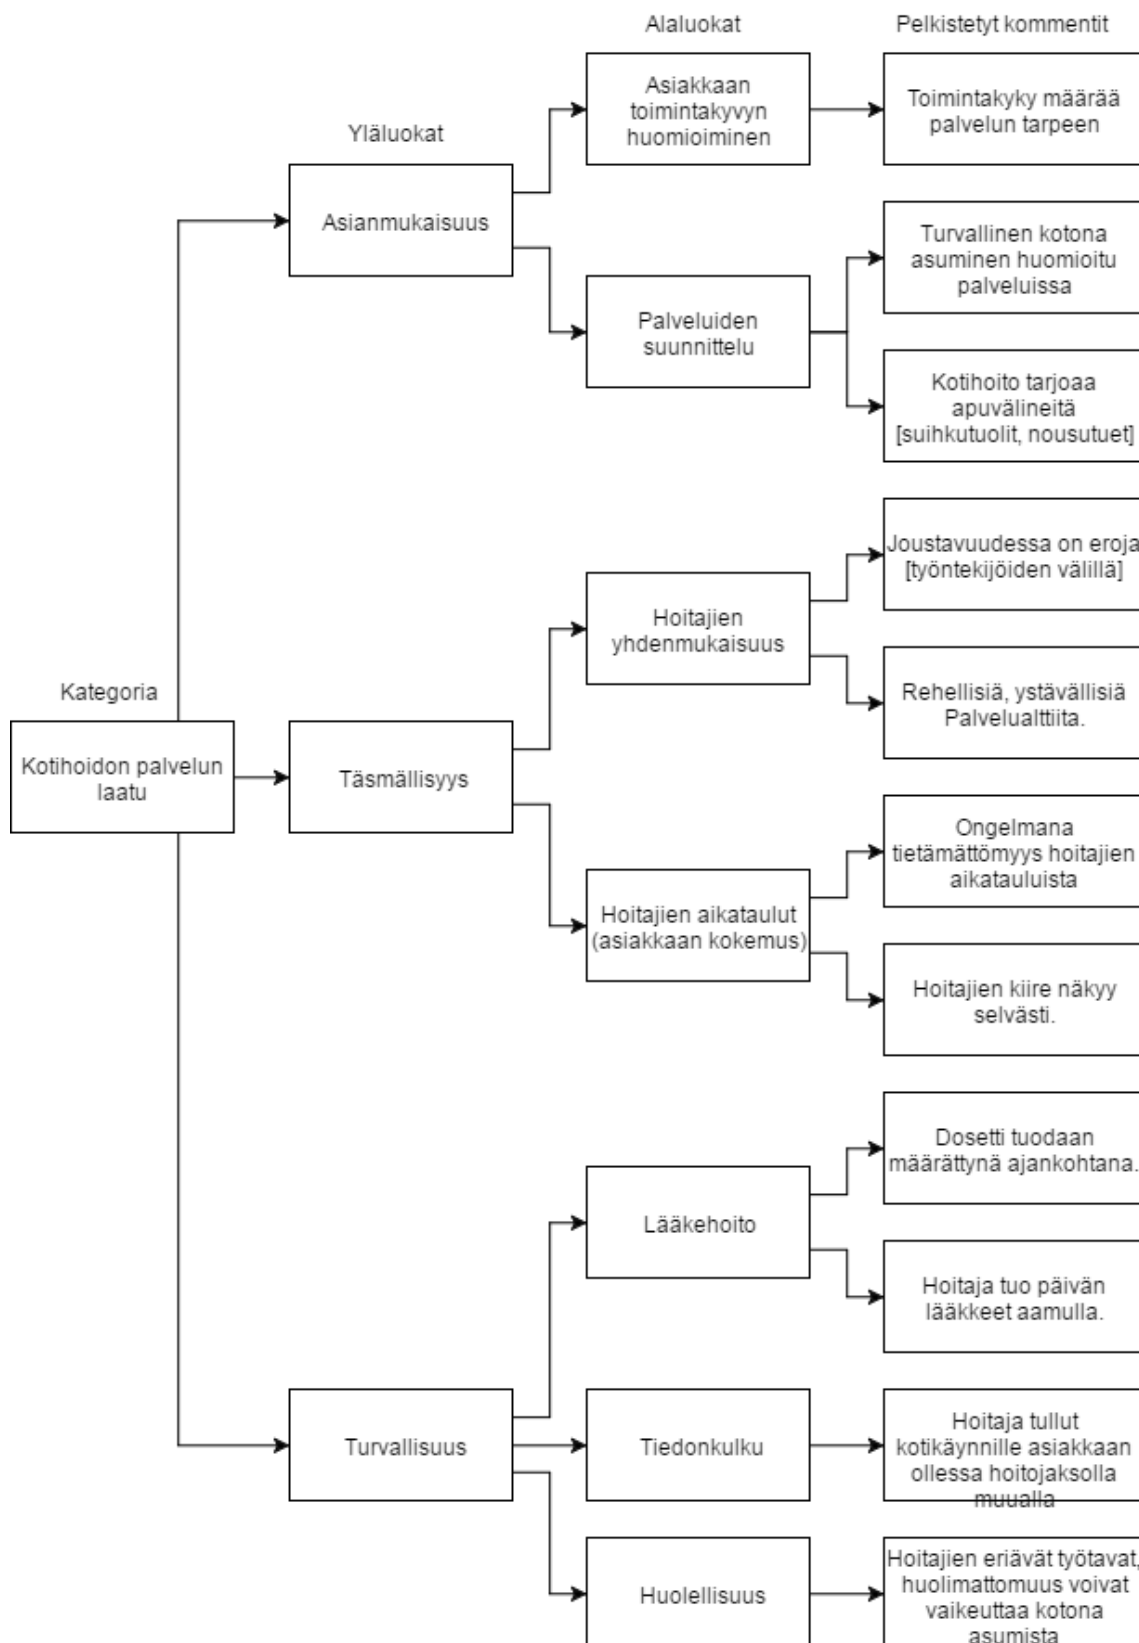 Alaluokat
Pelkistetyt kommentit
Asiakkaan
toimintakyvyn
huomioiminen
Toimintakyky määrää
palvelun tarpeen
Yläluokat
Asianmukaisuus
Turvallinen kotona
asuminen huomioitu
palveluissa
Palveluiden
suunnittelu
Kotihoito tarjoaa
apuvälineitä
[suihkutuolit, nousutuet]
Joustavuudessa on eroja
[työntekijöiden välillä]
Hoitajien
yhdenmukaisuus
Rehellisiä, ystävällisiä
Palvelualttiita.
Kategoria
Kotihoidon palvelun
laatu
Täsmällisyys
Ongelmana
tietämättömyys hoitajien
aikatauluista
Hoitajien aikataulut
(asiakkaan kokemus)
Hoitajien kiire näkyy
selvästi.
Dosetti tuodaan
määrättynä ajankohtana.
Lääkehoito
Hoitaja tuo päivän
lääkkeet aamulla.
Turvallisuus
Tiedonkulku
Hoitaja tullut
kotikäynnille asiakkaan
ollessa hoitojaksolla
muualla
Huolellisuus
Hoitajien eriävät työtavat,
huolimattomuus voivat
vaikeuttaa kotona
asumista